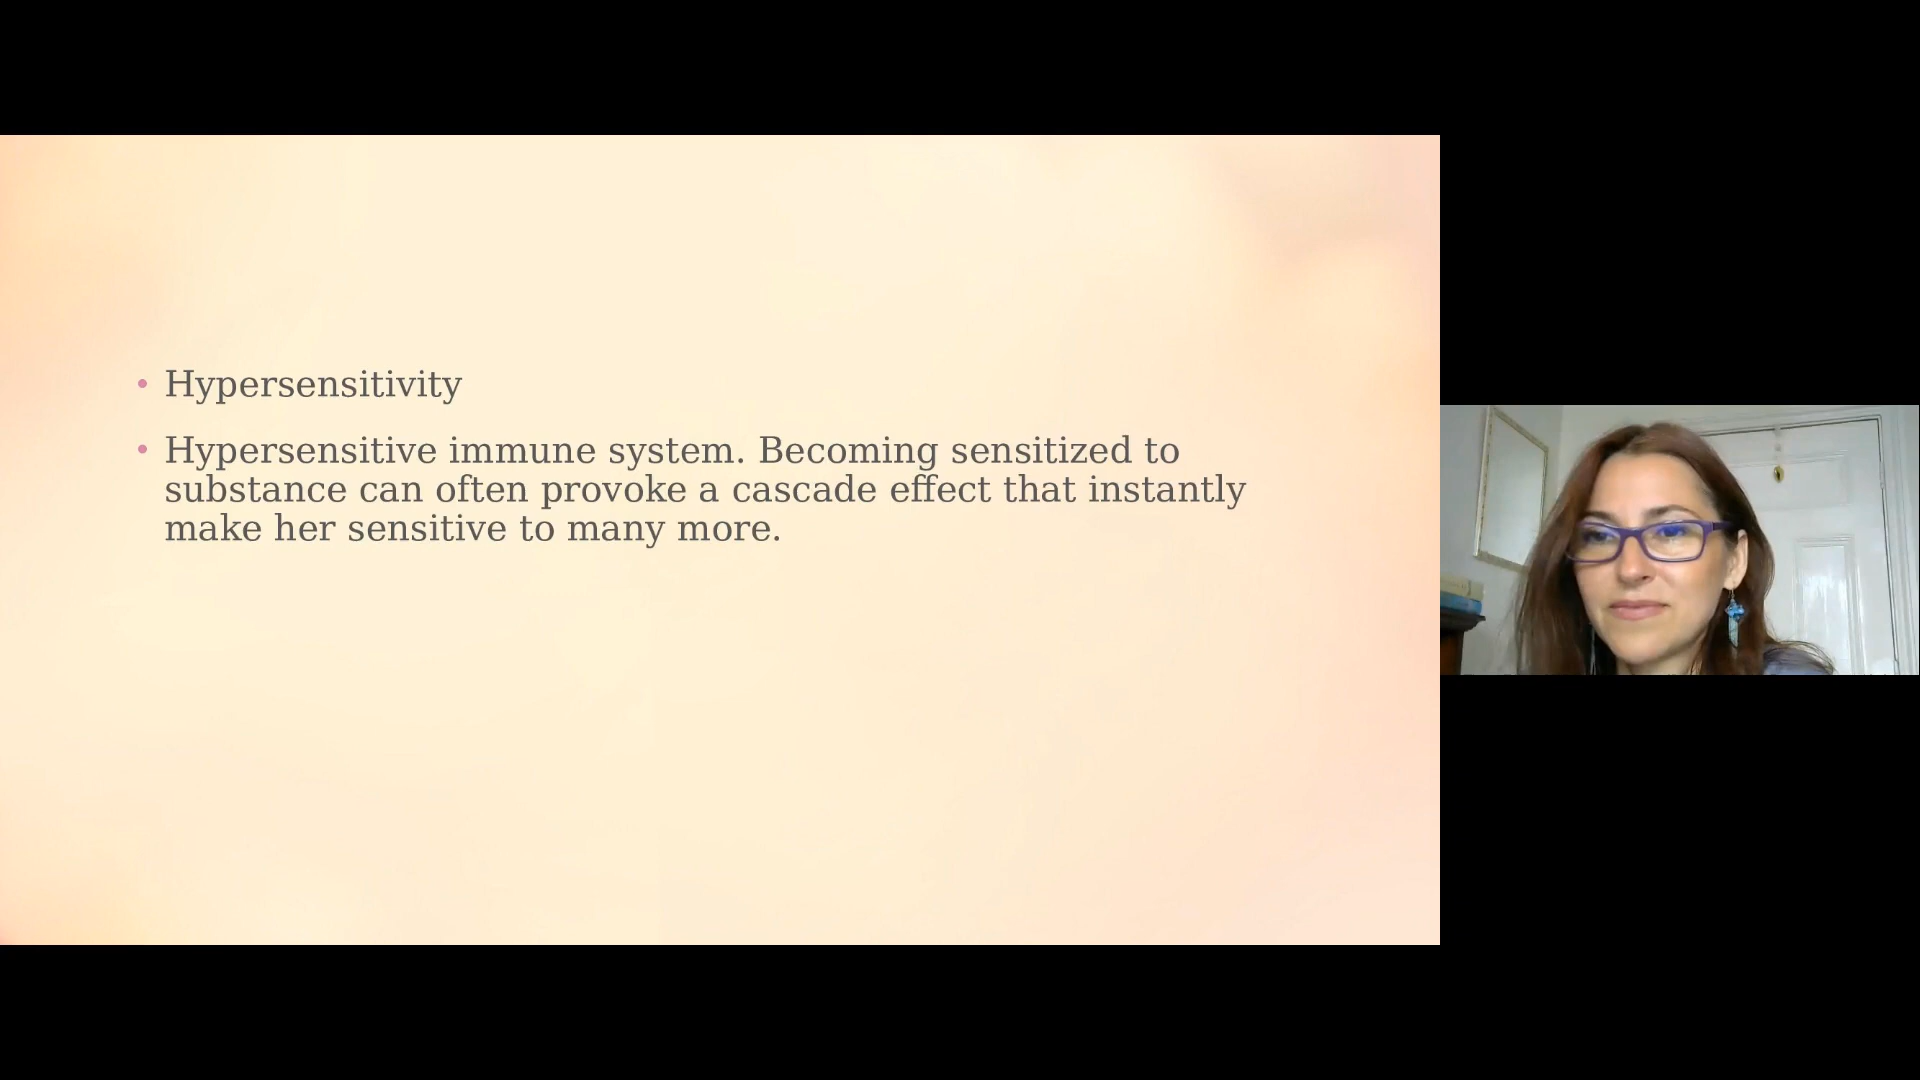 • Hypersensitivity
• Hypersensitive immune system. Becoming sensitized to
substance can often provoke a cascade effect that instantly
make her sensitive to many more.